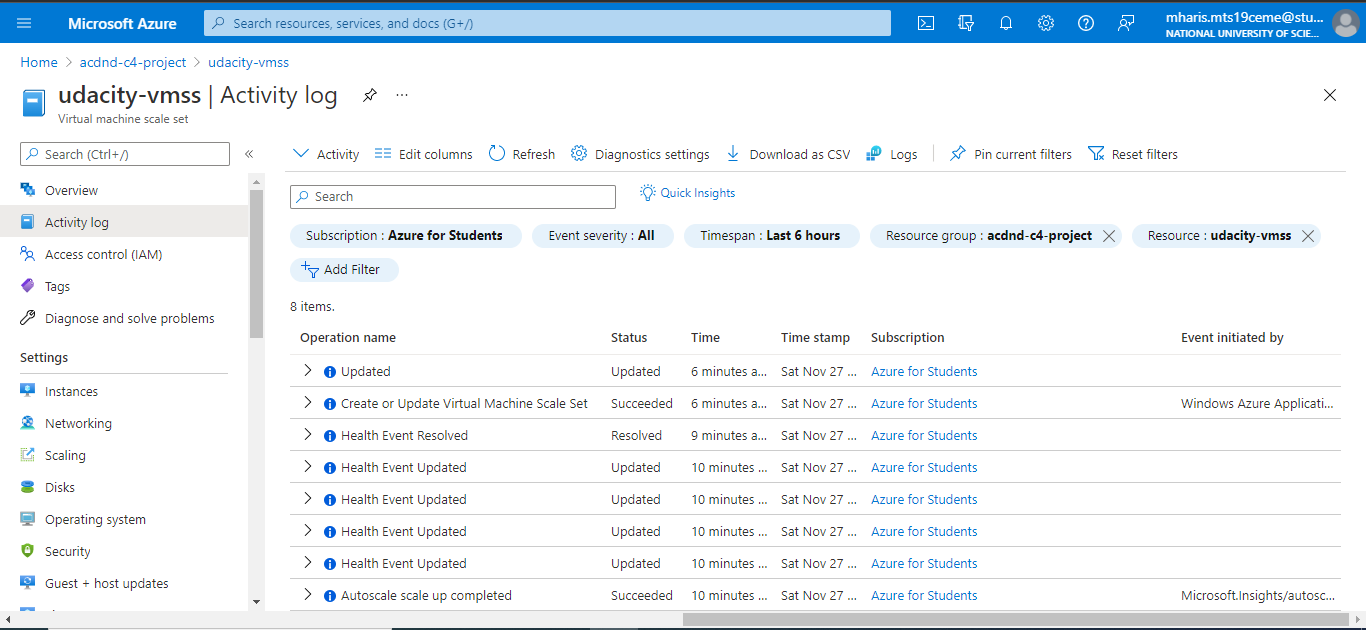 Microsoft Azure
Search resources, services, and docs (G+/)
mharis.mts19ceme@stu...
NATIONAL UNIVERSITY OF SCIE...
Home > acdnd-c4-project > udacity-vmss
udacity-vmss | Activity log
Virtual machine scale set
Search (Ctrl+/)
Overview
Activity log
Access control (IAM)
Tags
Diagnose and solve problems
Settings
Instances
Networking
Scaling
Disks
Operating system
Security
Guest + host updates
Activity Edit columns Refresh Diagnostics settings Download as CSV Logs Pin current filters Reset filters
Search Quick Insights
Subscription : Azure for Students Event severity : All Timespan : Last 6 hours Resource group : acdnd-c4-project Resource : udacity-vmss
Add Filter
8 items.
Operation name Status Time Time stamp Subscription Event initiated by
Updated Updated 6 minutes a... Sat Nov 27 ... Azure for Students
Create or Update Virtual Machine Scale Set Succeeded 6 minutes a... Sat Nov 27 ... Azure for Students Windows Azure Applicati...
Health Event Resolved Resolved 9 minutes a... Sat Nov 27 ... Azure for Students
Health Event Updated Updated 10 minutes ... Sat Nov 27 ... Azure for Students
Health Event Updated Updated 10 minutes ... Sat Nov 27 ... Azure for Students
Health Event Updated Updated 10 minutes ... Sat Nov 27 ... Azure for Students
Health Event Updated Updated 10 minutes ... Sat Nov 27 ... Azure for Students
Autoscale scale up completed Succeeded 10 minutes ... Sat Nov 27 ... Azure for Students Microsoft.Insights/autosc...